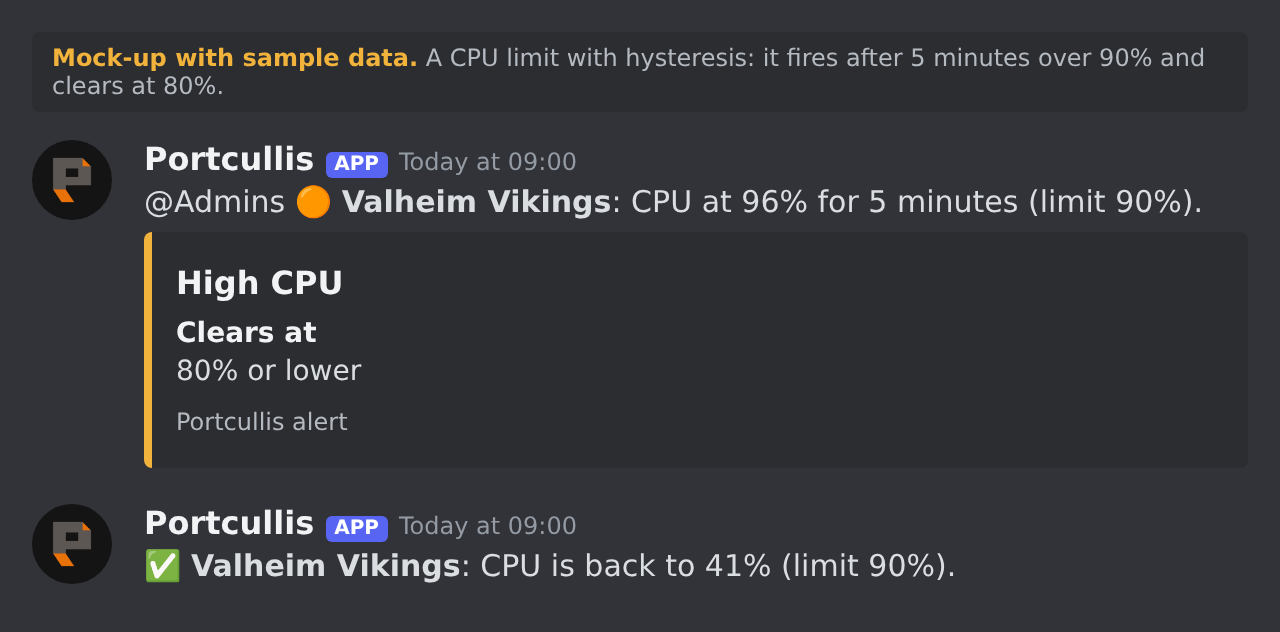 Mock-up with sample data. A CPU limit with hysteresis: it fires after 5 minutes over 90% and
clears at 80%.
Portcullis APP Today at 09:00
@Admins 🟠 Valheim Vikings: CPU at 96% for 5 minutes (limit 90%).
High CPU
Clears at
80% or lower
Portcullis alert
Portcullis APP Today at 09:00
✅ Valheim Vikings: CPU is back to 41% (limit 90%).